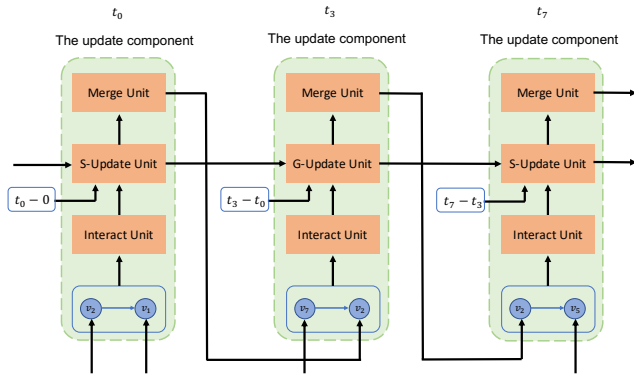 t₀ t₃ t₇
The update component The update component The update component
Merge Unit Merge Unit Merge Unit
S-Update Unit G-Update Unit S-Update Unit
t₀ − 0 t₃ − t₀ t₇ − t₃
Interact Unit Interact Unit Interact Unit
v₂ v₁ v₇ v₂ v₂ v₅